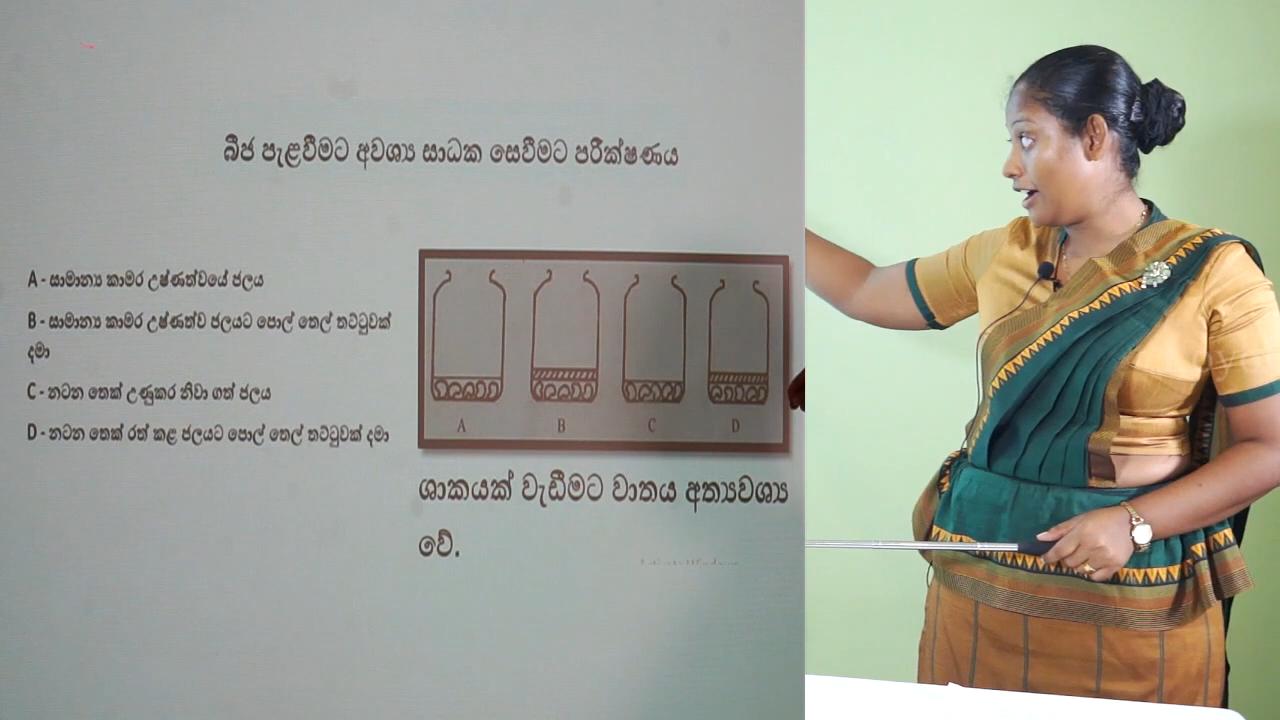 බීජ පැළවීමට අවශ්‍ය සාධක සෙවීමට පරීක්ෂණය
A - සාමාන්‍ය කාමර උෂ්ණත්වයේ ජලය
B - සාමාන්‍ය කාමර උෂ්ණත්ව ජලයට පොල් තෙල් තට්ටුවක්
දමා
C - නටන තෙක් උණුකර නිවා ගත් ජලය
D - නටන තෙක් රත් කළ ජලයට පොල් තෙල් තට්ටුවක් දමා
A B C D
ශාකයක් වැඩීමට වාතය අත්‍යවශ්‍ය
වේ.